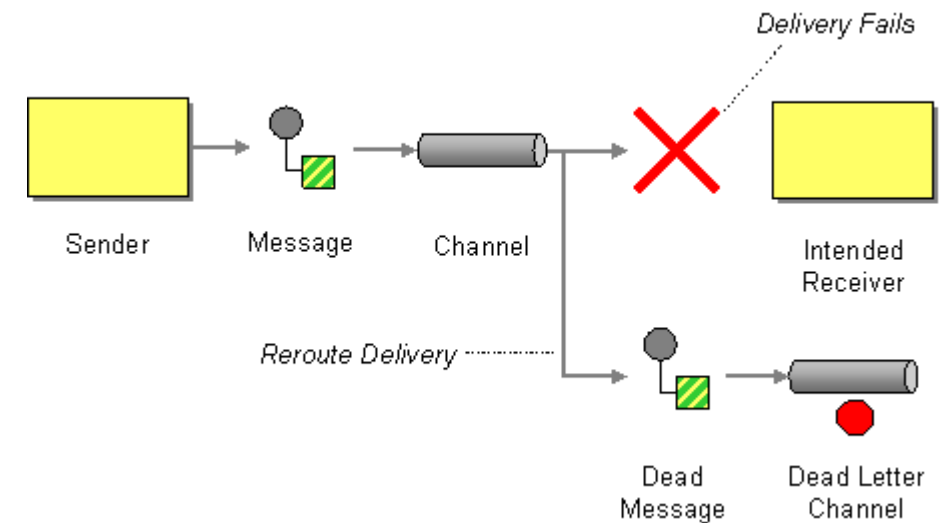 Delivery Fails
Sender
Message
Channel
Intended
Receiver
Reroute Delivery
Dead
Message
Dead Letter
Channel